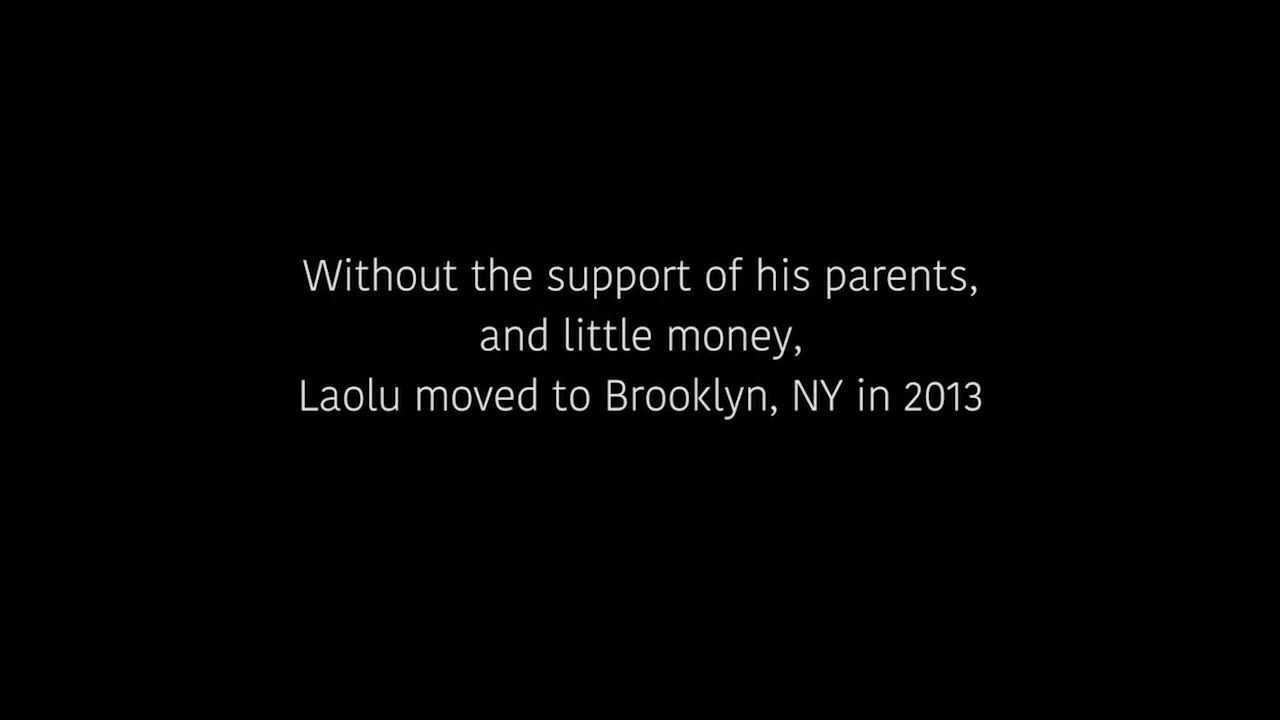 Without the support of his parents,
and little money,
Laolu moved to Brooklyn, NY in 2013